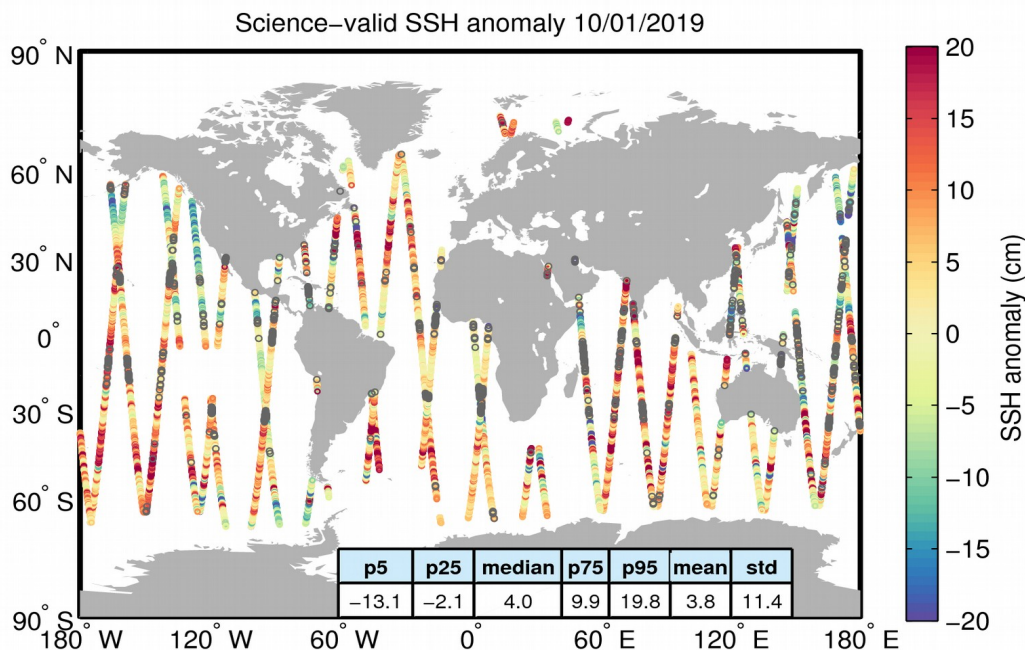 Science−valid SSH anomaly 10/01/2019
90° N
60° N
30° N
0°
30° S
60° S
90° S
180° W
120° W
60° W
0°
60° E
120° E
180° E
p5 p25 median p75 p95 mean std
−13.1 −2.1 4.0 9.9 19.8 3.8 11.4
20
15
10
5
0
−5
−10
−15
−20
SSH anomaly (cm)